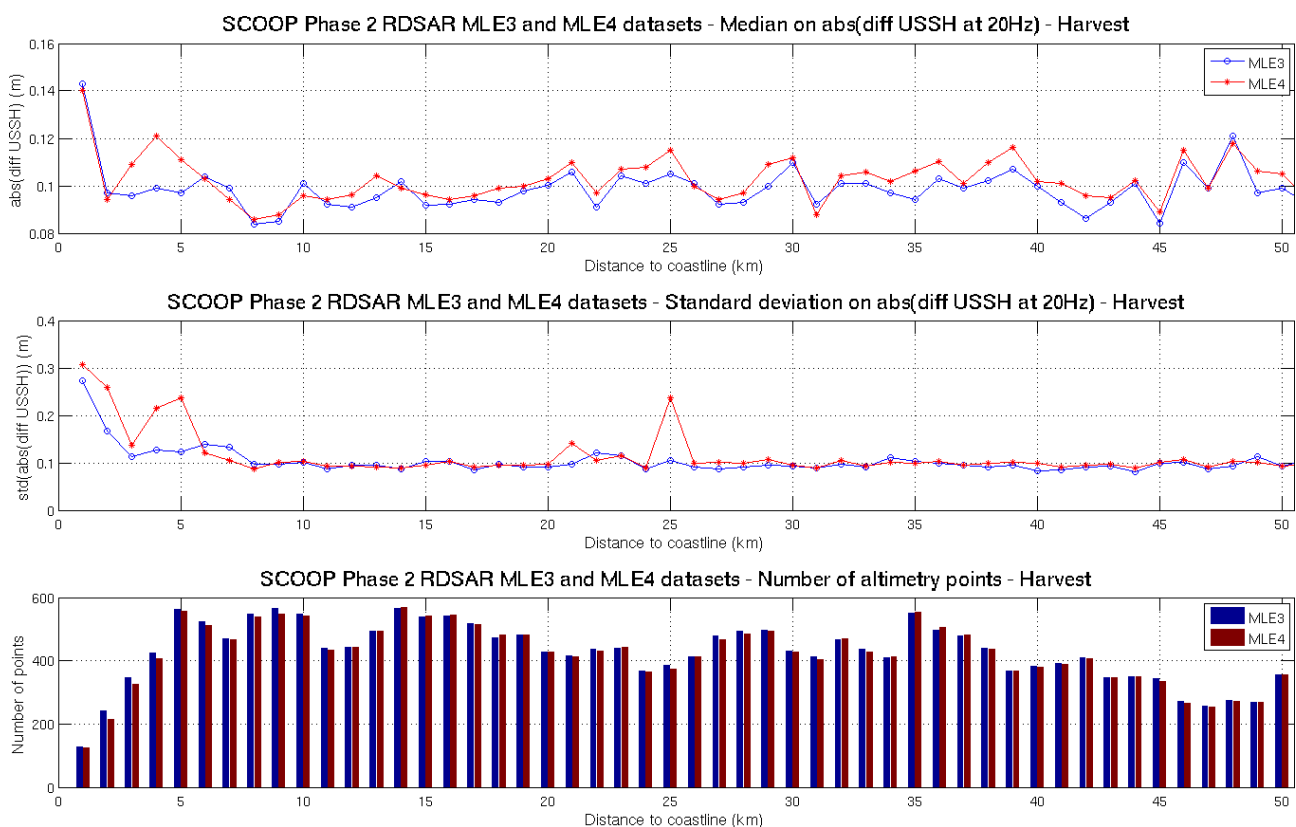 SCOOP Phase 2 RDSAR MLE3 and MLE4 datasets - Median on abs(diff USSH at 20Hz) - Harvest
abs(diff USSH) (m)
0.16
0.14
0.12
0.1
0.08
MLE3
MLE4
0 5 10 15 20 25 30 35 40 45 50
Distance to coastline (km)
SCOOP Phase 2 RDSAR MLE3 and MLE4 datasets - Standard deviation on abs(diff USSH at 20Hz) - Harvest
std(abs(diff USSH)) (m)
0.4
0.3
0.2
0.1
0
0 5 10 15 20 25 30 35 40 45 50
Distance to coastline (km)
SCOOP Phase 2 RDSAR MLE3 and MLE4 datasets - Number of altimetry points - Harvest
Number of points
600
400
200
0
MLE3
MLE4
0 5 10 15 20 25 30 35 40 45 50
Distance to coastline (km)